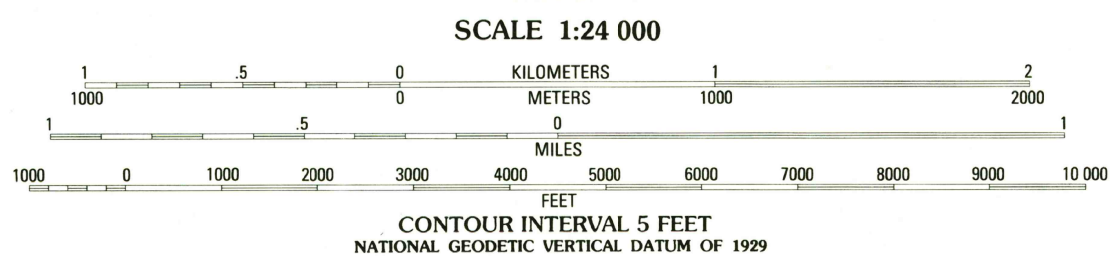 SCALE 1:24 000
1 .5 0 KILOMETERS 1 2
1000 0 METERS 1000 2000
1 .5 0 1
MILES
1000 0 1000 2000 3000 4000 5000 6000 7000 8000 9000 10 000
FEET
CONTOUR INTERVAL 5 FEET
NATIONAL GEODETIC VERTICAL DATUM OF 1929